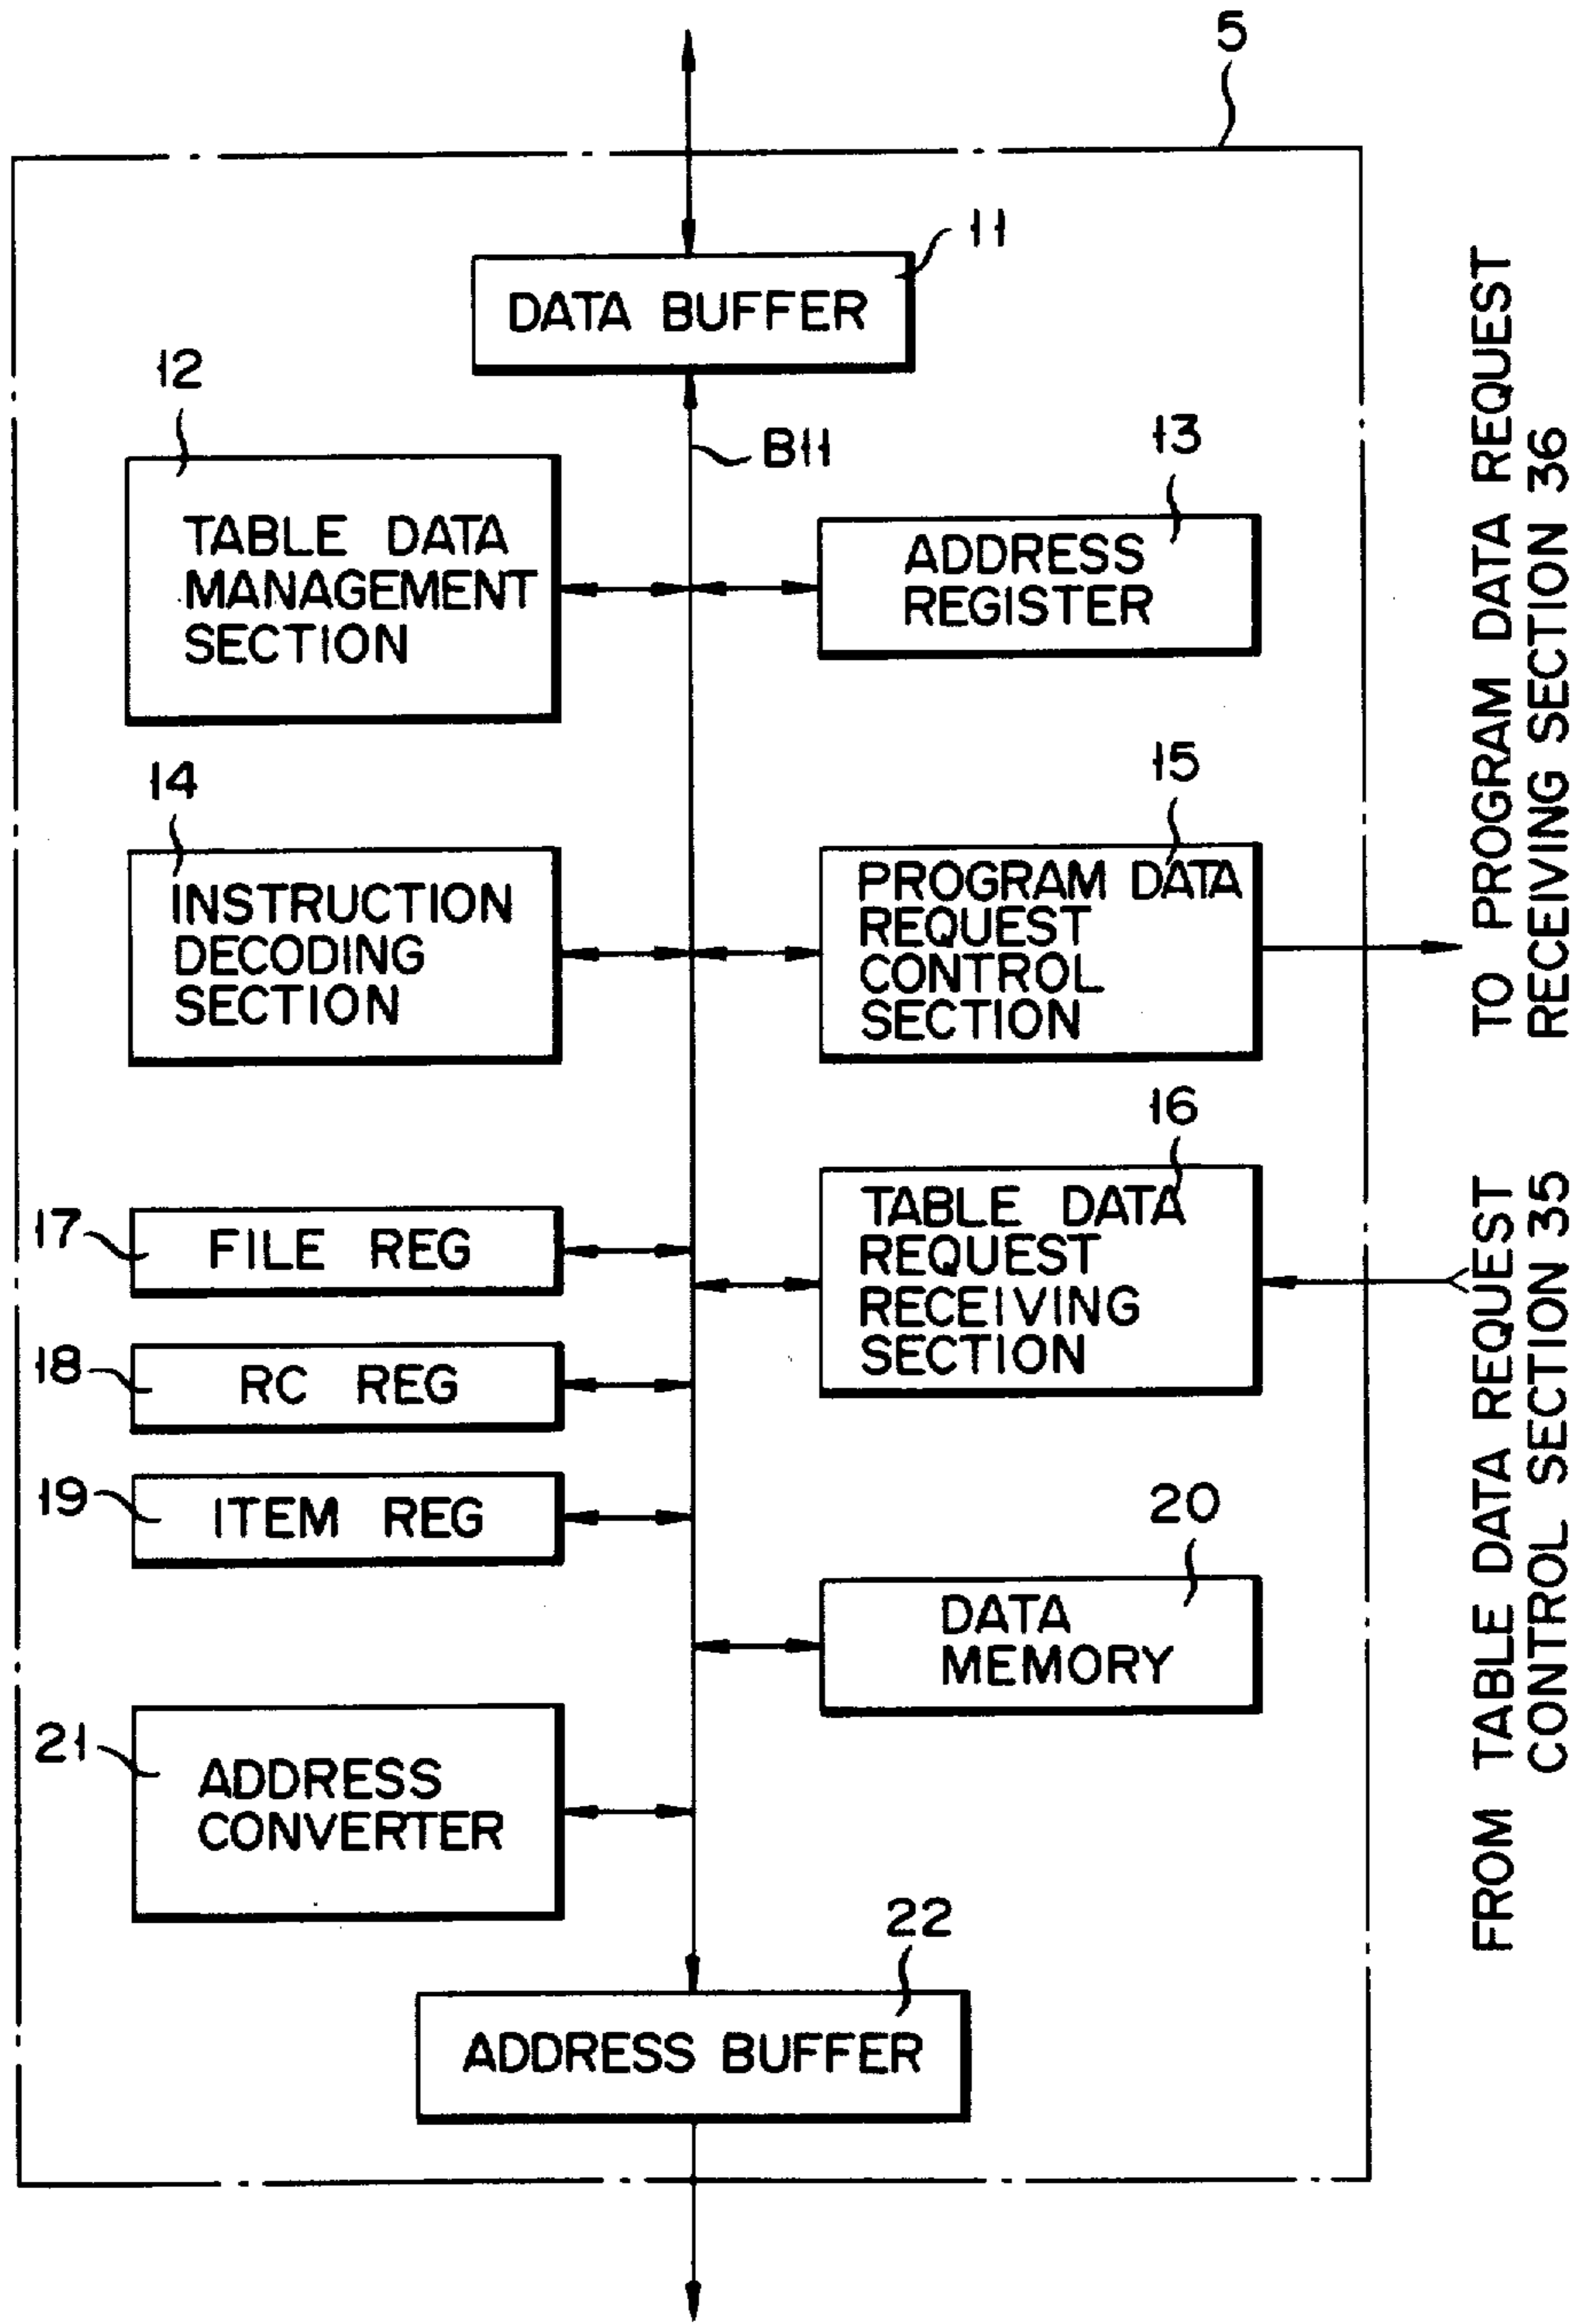 5
11
DATA BUFFER
B11
12
TABLE DATA
MANAGEMENT
SECTION
13
ADDRESS
REGISTER
14
INSTRUCTION
DECODING
SECTION
15
PROGRAM DATA
REQUEST
CONTROL
SECTION
TO PROGRAM DATA REQUEST
RECEIVING SECTION 36
16
TABLE DATA
REQUEST
RECEIVING
SECTION
FROM TABLE DATA REQUEST
CONTROL SECTION 35
17
FILE REG
18
RC REG
19
ITEM REG
20
DATA
MEMORY
21
ADDRESS
CONVERTER
22
ADDRESS BUFFER